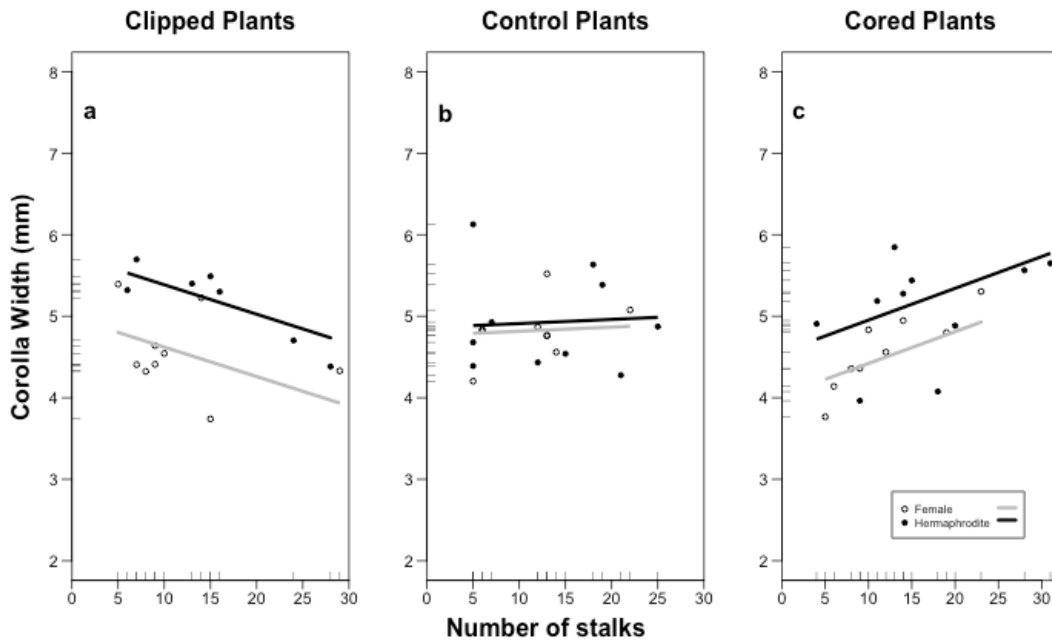 Clipped Plants
Control Plants
Cored Plants
a
b
c
Corolla Width (mm)
8
7
6
5
4
3
2
8
7
6
5
4
3
2
8
7
6
5
4
3
2
Female
Hermaphrodite
0 5 10 15 20 25 30
0 5 10 15 20 25 30
0 5 10 15 20 25 30
Number of stalks